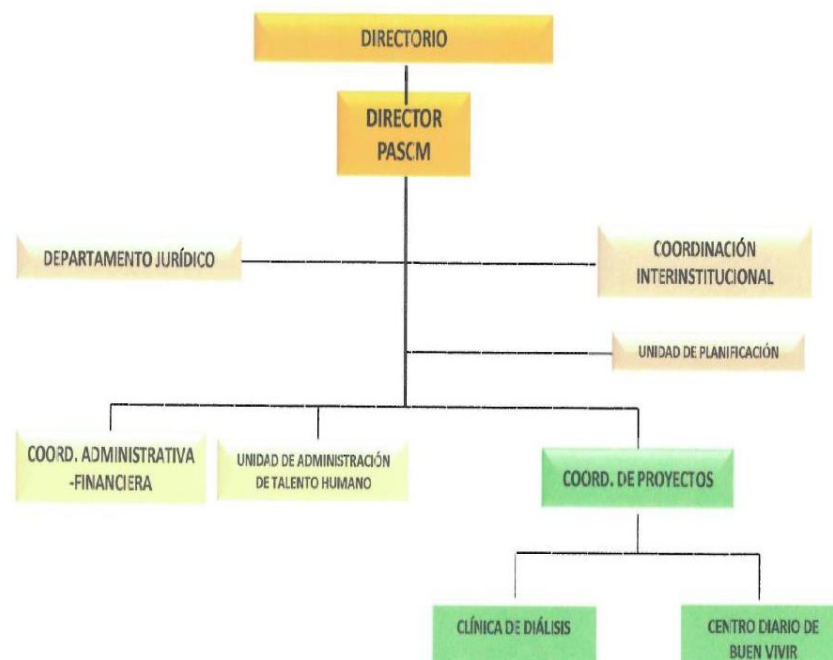 DIRECTORIO
DIRECTOR
PASCM
DEPARTAMENTO JURÍDICO
COORDINACIÓN
INTERINSTITUCIONAL
UNIDAD DE PLANIFICACIÓN
COORD. ADMINISTRATIVA
-FINANCIERA
UNIDAD DE ADMINISTRACIÓN
DE TALENTO HUMANO
COORD. DE PROYECTOS
CLÍNICA DE DIÁLISIS
CENTRO DIARIO DE
BUEN VIVIR